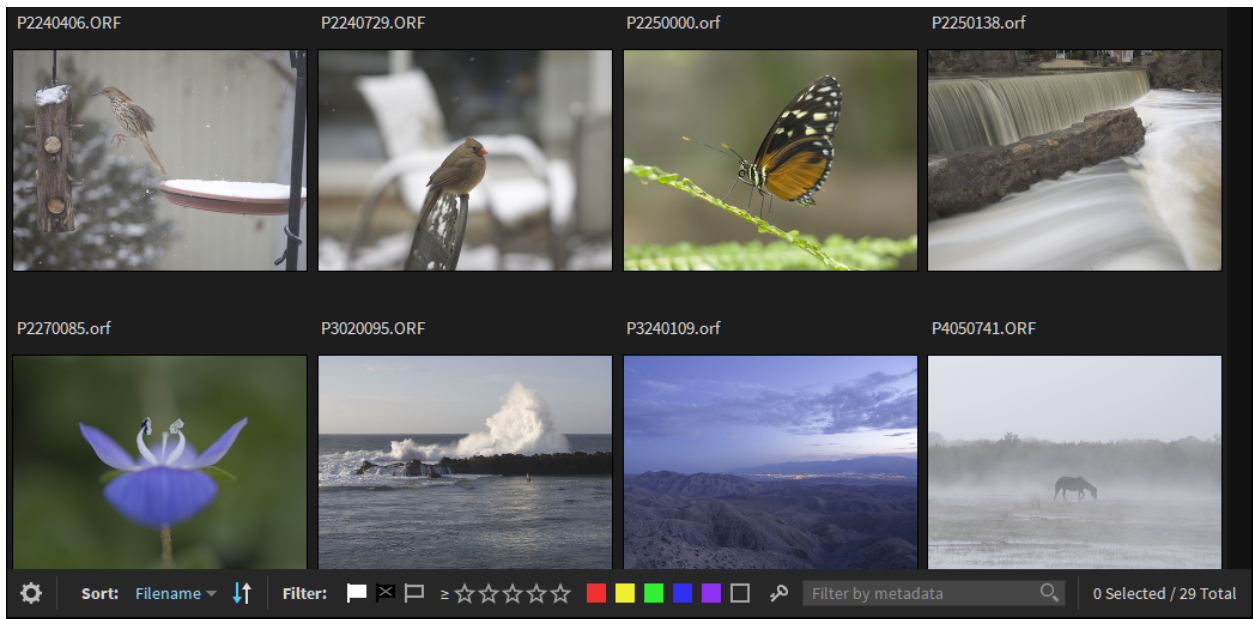 P2240406.ORF P2240729.ORF P2250000.orf P2250138.orf
P2270085.orf P3020095.ORF P3240109.orf P4050741.ORF
Sort: Filename Filter: ≥ Filter by metadata 0 Selected / 29 Total